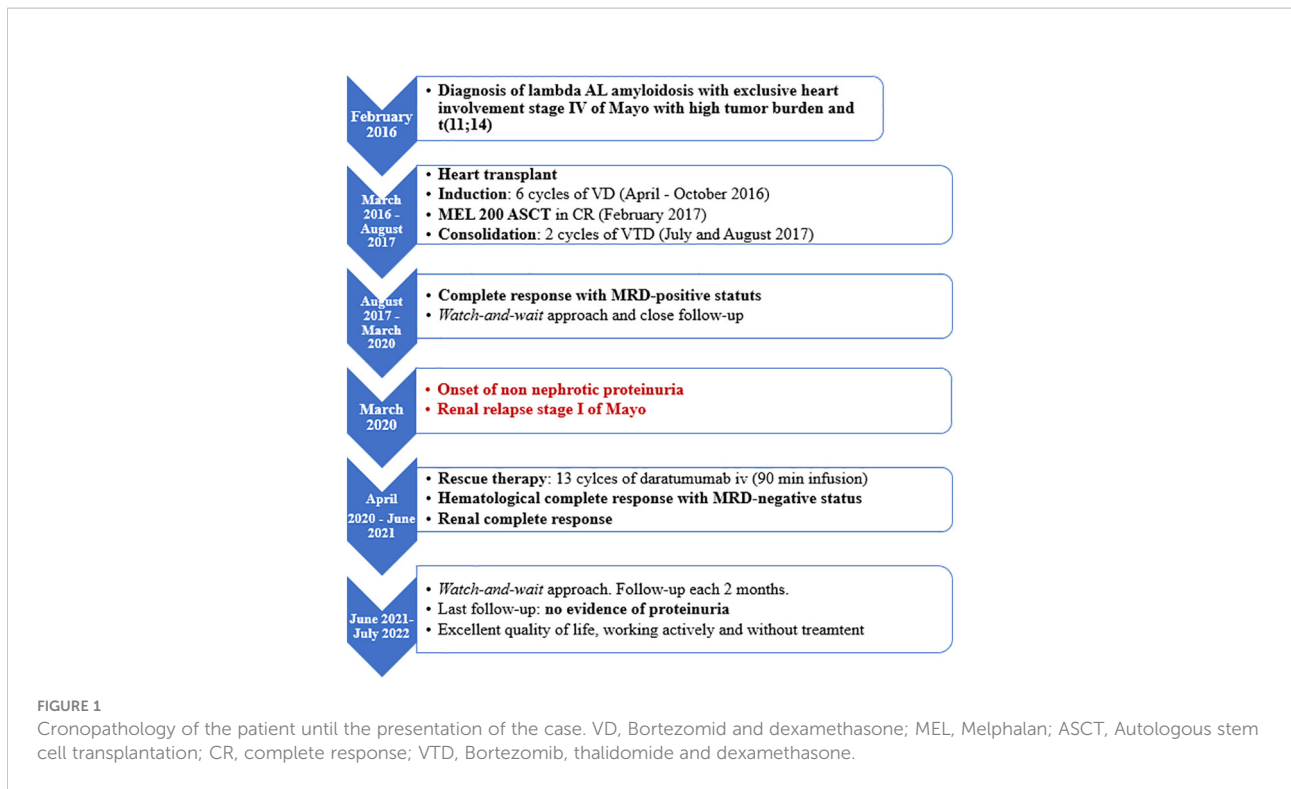 February
2016
• Diagnosis of lambda AL amyloidosis with exclusive heart
involvement stage IV of Mayo with high tumor burden and
t(11;14)
March
2016 -
August
2017
• Heart transplant
• Induction: 6 cycles of VD (April - October 2016)
• MEL 200 ASCT in CR (February 2017)
• Consolidation: 2 cycles of VTD (July and August 2017)
August
2017 -
March
2020
• Complete response with MRD-positive statuts
• Watch-and-wait approach and close follow-up
March
2020
• Onset of non nephrotic proteinuria
• Renal relapse stage I of Mayo
April
2020 - June
2021
• Rescue therapy: 13 cylces of daratumumab iv (90 min infusion)
• Hematological complete response with MRD-negative status
• Renal complete response
June 2021-
July 2022
• Watch-and-wait approach. Follow-up each 2 months.
• Last follow-up: no evidence of proteinuria
• Excellent quality of life, working actively and without treamtent
FIGURE 1
Cronopathology of the patient until the presentation of the case. VD, Bortezomid and dexamethasone; MEL, Melphalan; ASCT, Autologous stem
cell transplantation; CR, complete response; VTD, Bortezomib, thalidomide and dexamethasone.